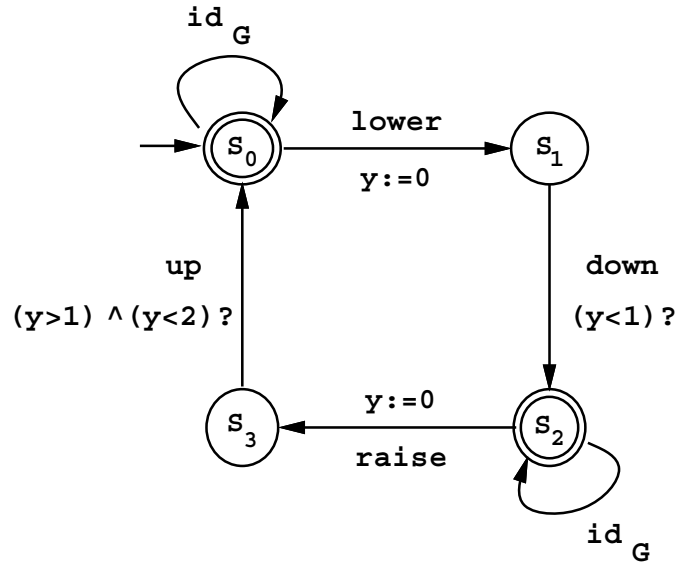 id G
lower
S0 S1
y:=0
up down
(y>1) ^(y<2)? (y<1)?
y:=0
S3 S2
raise
id G